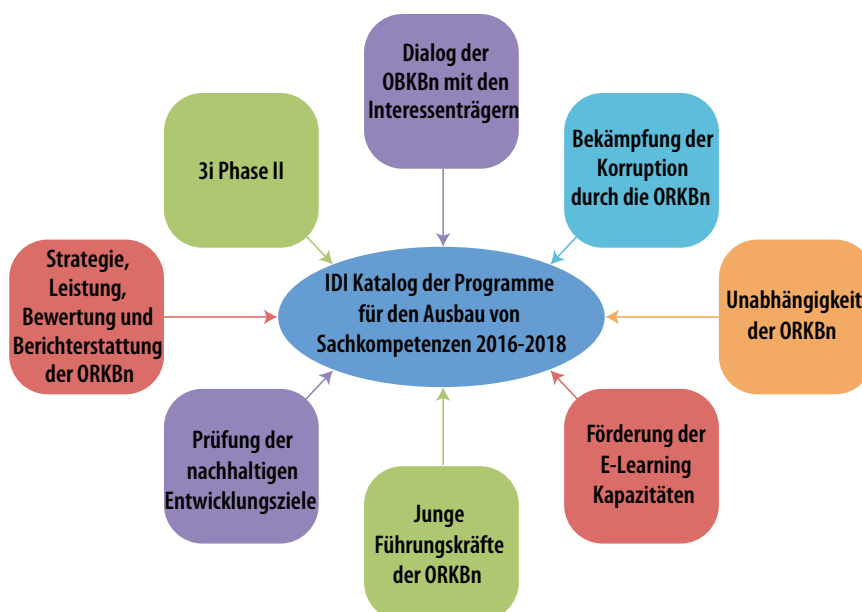 Dialog der
OBKBn mit den
Interessenträgern
3i Phase II
Bekämpfung der
Korruption
durch die ORKBn
Strategie,
Leistung,
Bewertung und
Berichterstattung
der ORKBn
IDI Katalog der Programme
für den Ausbau von
Sachkompetenzen 2016-2018
Unabhängigkeit
der ORKBn
Prüfung der
nachhaltigen
Entwicklungsziele
Förderung der
E-Learning
Kapazitäten
Junge
Führungskräfte
der ORKBn